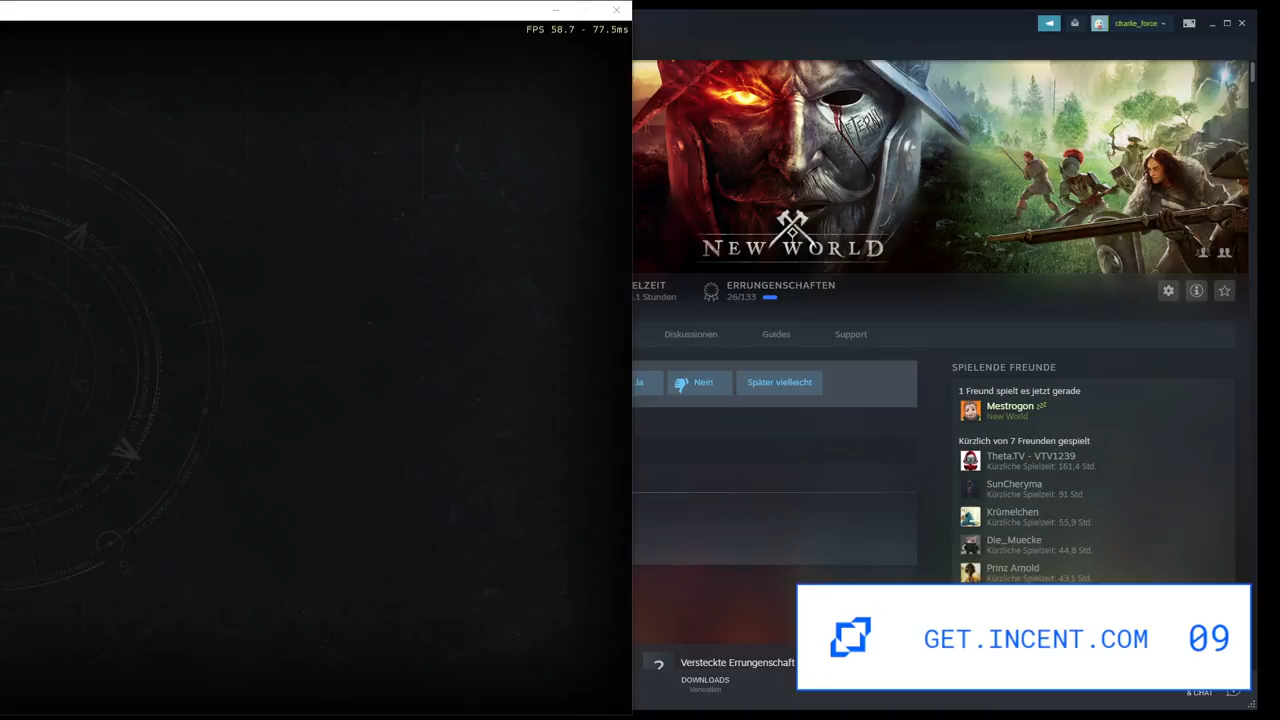 FPS 58.7 - 77.5ms
charlie_force
AETERNUM
NEW WORLD
ELZEIT
,1 Stunden
ERRUNGENSCHAFTEN
26/133
Diskussionen
Guides
Support
Ja
Nein
Später vielleicht
SPIELENDE FREUNDE
1 Freund spielt es jetzt gerade
Mestrogon zzz
New World
Kürzlich von 7 Freunden gespielt
Theta.TV - VTV1239
Kürzliche Spielzeit: 161,4 Std.
SunCheryma
Kürzliche Spielzeit: 91 Std.
Krümelchen
Kürzliche Spielzeit: 55,9 Std.
Die_Muecke
Kürzliche Spielzeit: 44,8 Std.
Prinz Arnold
Kürzliche Spielzeit: 43,1 Std.
GET.INCENT.COM 09
Versteckte Errungenschaft
DOWNLOADS
Verwalten
& CHAT